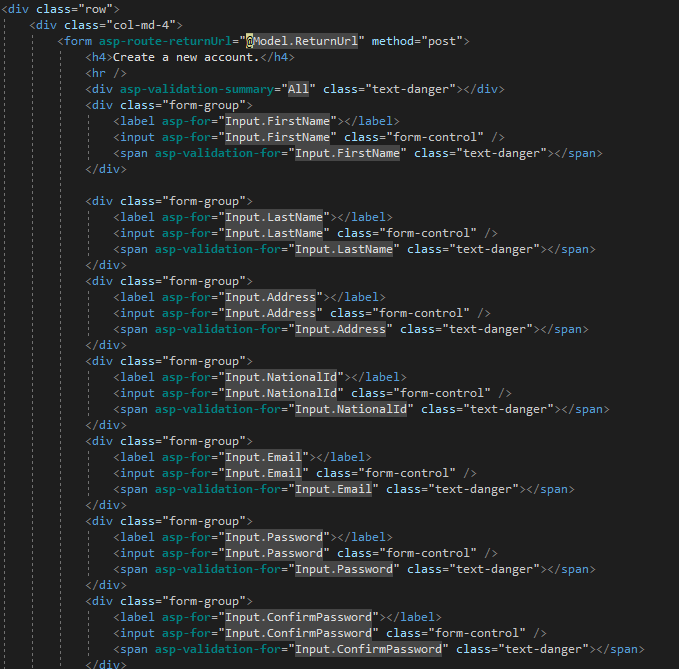 <div class="row">
<div class="col-md-4">
<form asp-route-returnUrl="@Model.ReturnUrl" method="post">
<h4>Create a new account.</h4>
<hr />
<div asp-validation-summary="All" class="text-danger"></div>
<div class="form-group">
<label asp-for="Input.FirstName"></label>
<input asp-for="Input.FirstName" class="form-control" />
<span asp-validation-for="Input.FirstName" class="text-danger"></span>
</div>
<div class="form-group">
<label asp-for="Input.LastName"></label>
<input asp-for="Input.LastName" class="form-control" />
<span asp-validation-for="Input.LastName" class="text-danger"></span>
</div>
<div class="form-group">
<label asp-for="Input.Address"></label>
<input asp-for="Input.Address" class="form-control" />
<span asp-validation-for="Input.Address" class="text-danger"></span>
</div>
<div class="form-group">
<label asp-for="Input.NationalId"></label>
<input asp-for="Input.NationalId" class="form-control" />
<span asp-validation-for="Input.NationalId" class="text-danger"></span>
</div>
<div class="form-group">
<label asp-for="Input.Email"></label>
<input asp-for="Input.Email" class="form-control" />
<span asp-validation-for="Input.Email" class="text-danger"></span>
</div>
<div class="form-group">
<label asp-for="Input.Password"></label>
<input asp-for="Input.Password" class="form-control" />
<span asp-validation-for="Input.Password" class="text-danger"></span>
</div>
<div class="form-group">
<label asp-for="Input.ConfirmPassword"></label>
<input asp-for="Input.ConfirmPassword" class="form-control" />
<span asp-validation-for="Input.ConfirmPassword" class="text-danger"></span>
</div>